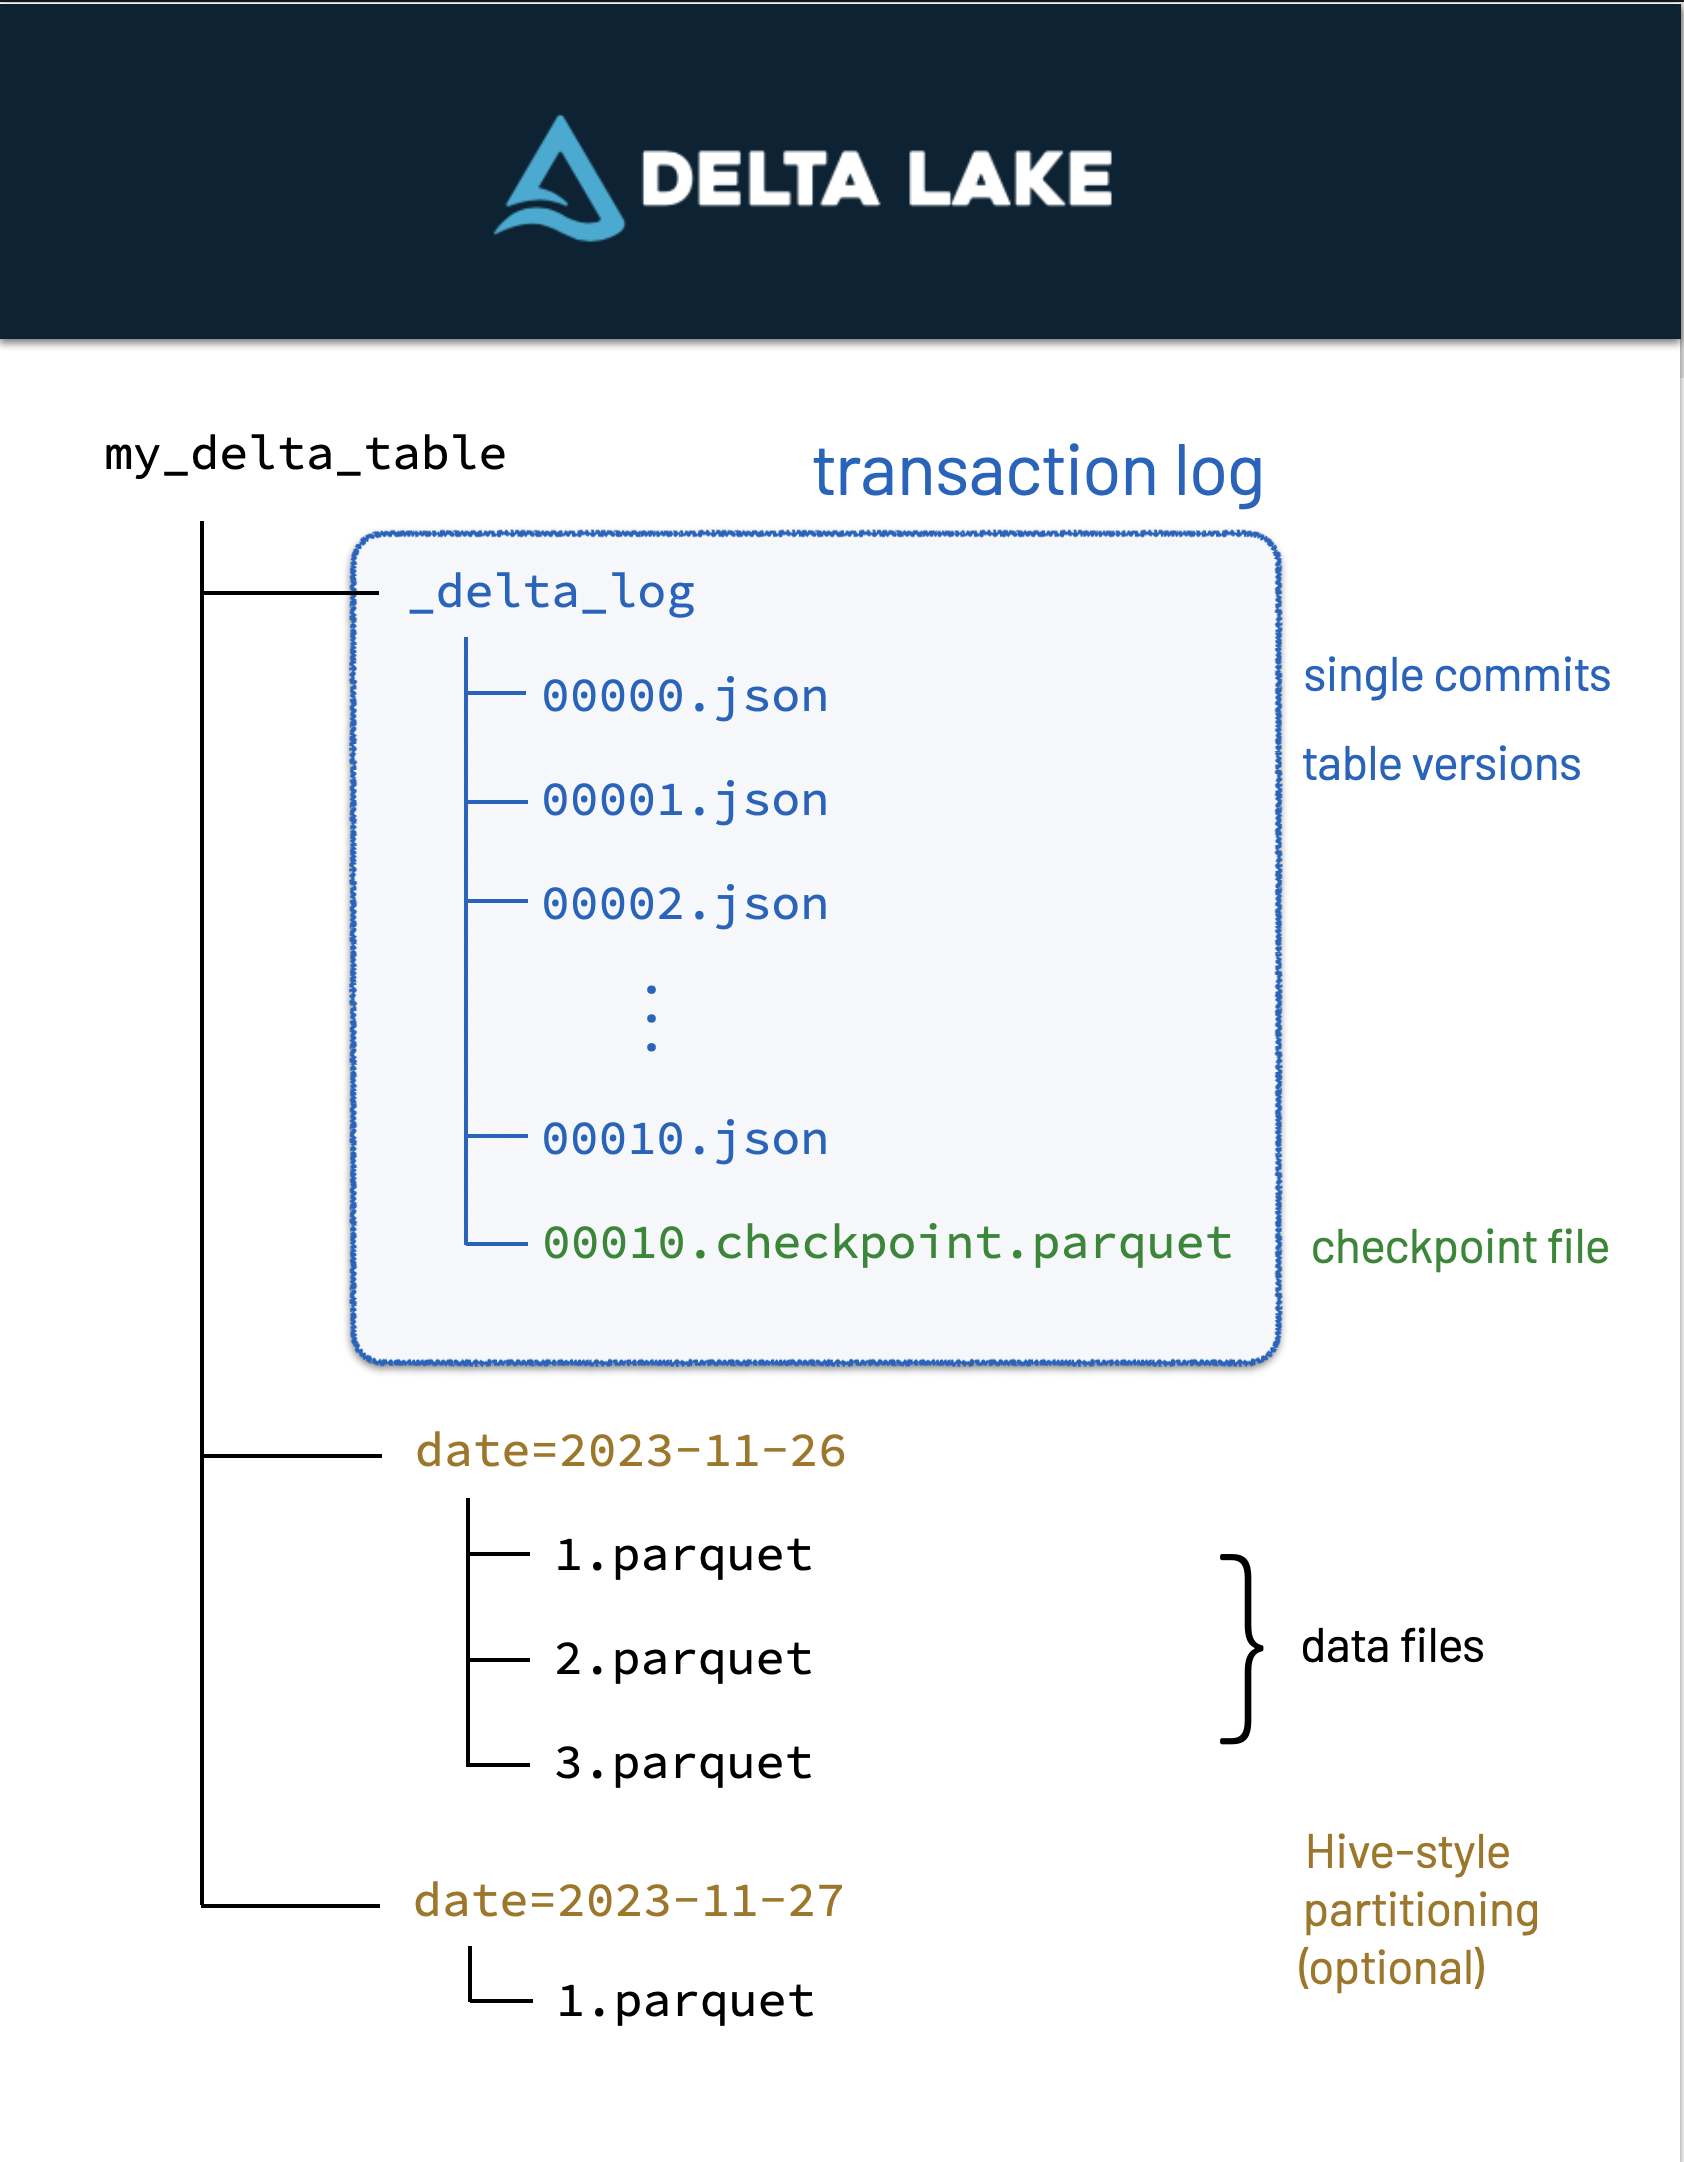 DELTA LAKE
my_delta_table
transaction log
_delta_log
00000.json
single commits
table versions
00001.json
00002.json
00010.json
00010.checkpoint.parquet
checkpoint file
date=2023-11-26
1.parquet
2.parquet
data files
3.parquet
date=2023-11-27
Hive-style
partitioning
(optional)
1.parquet